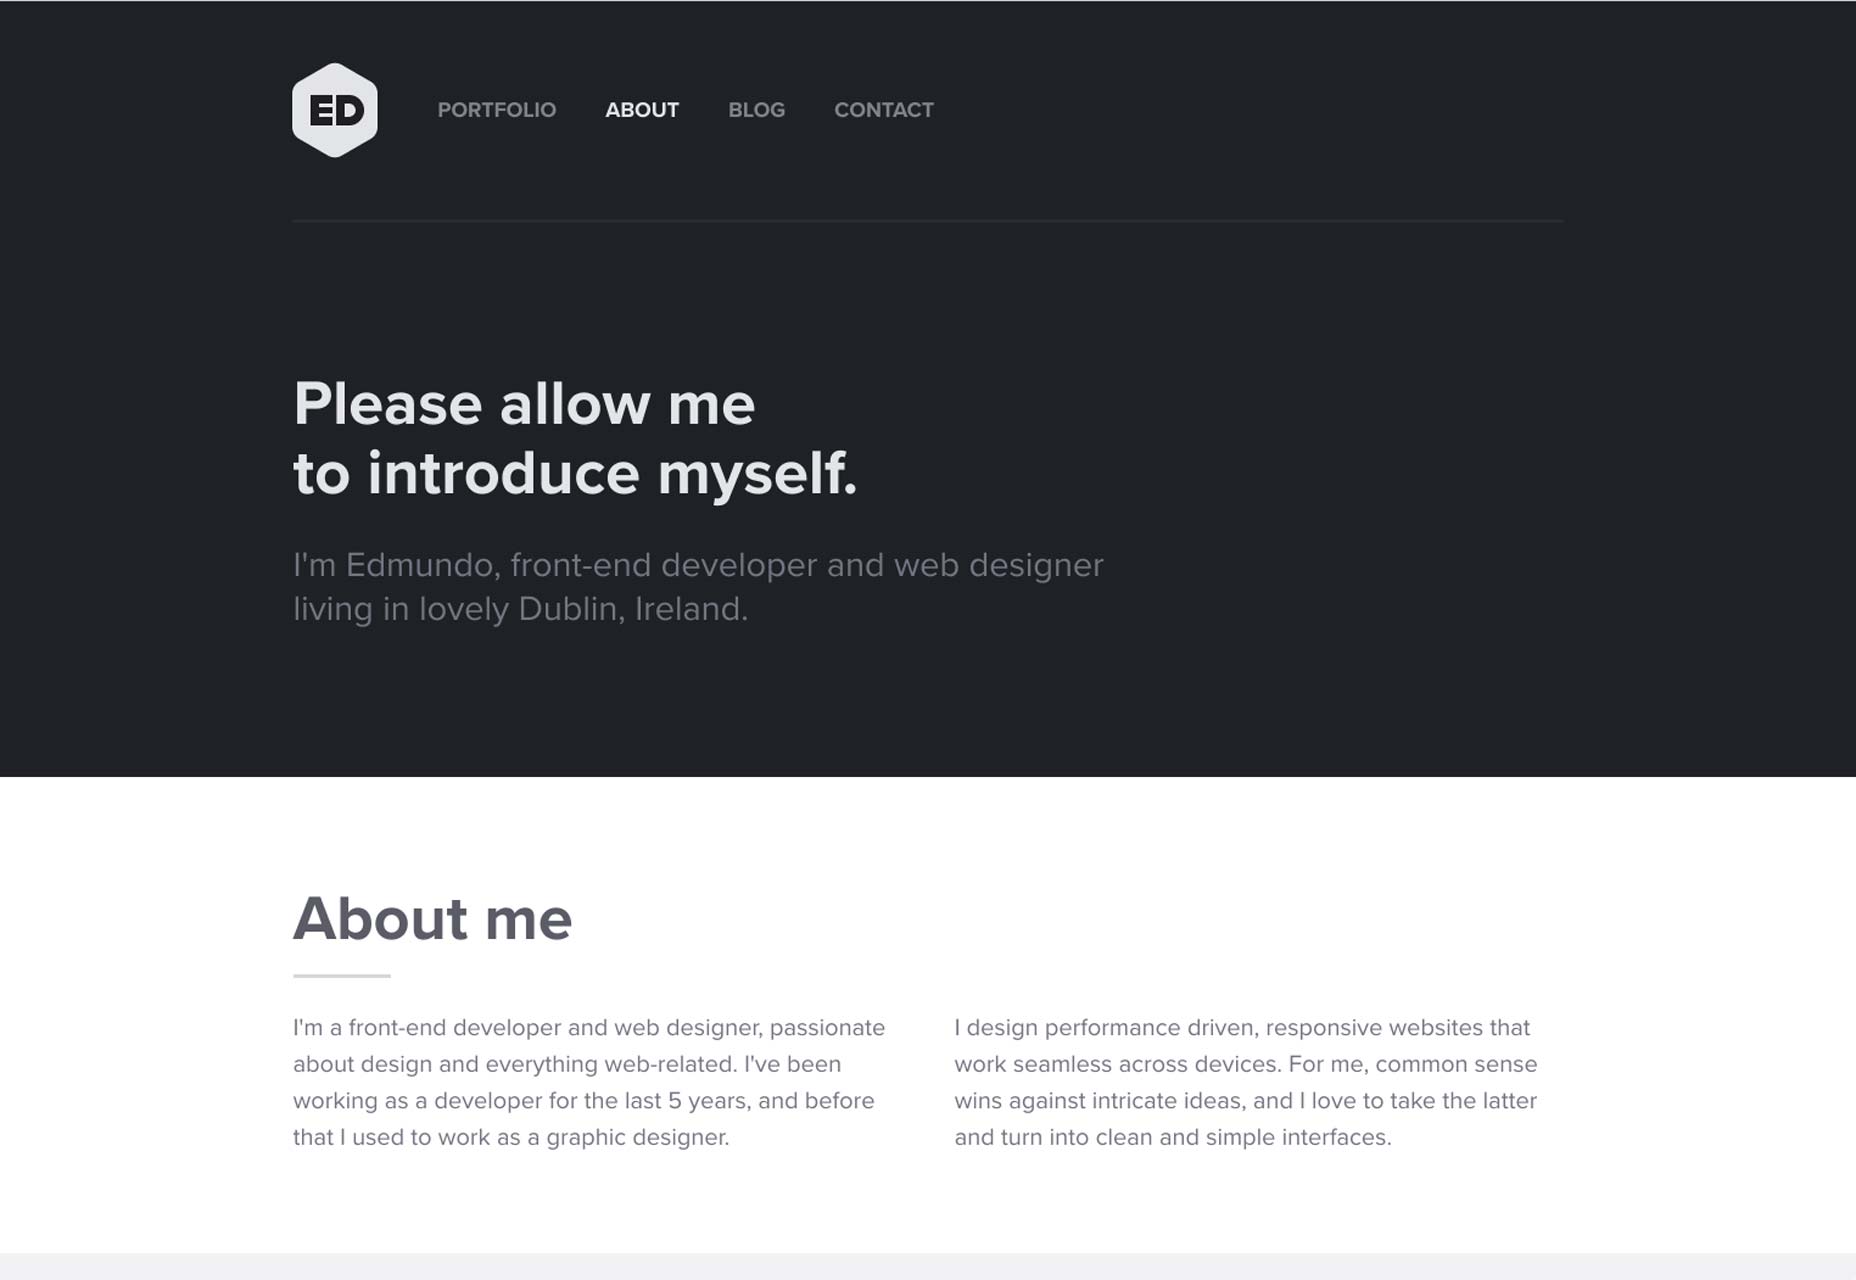 ED
PORTFOLIO ABOUT BLOG CONTACT
Please allow me
to introduce myself.
I'm Edmundo, front-end developer and web designer
living in lovely Dublin, Ireland.
About me
I'm a front-end developer and web designer, passionate
about design and everything web-related. I've been
working as a developer for the last 5 years, and before
that I used to work as a graphic designer.
I design performance driven, responsive websites that
work seamless across devices. For me, common sense
wins against intricate ideas, and I love to take the latter
and turn into clean and simple interfaces.